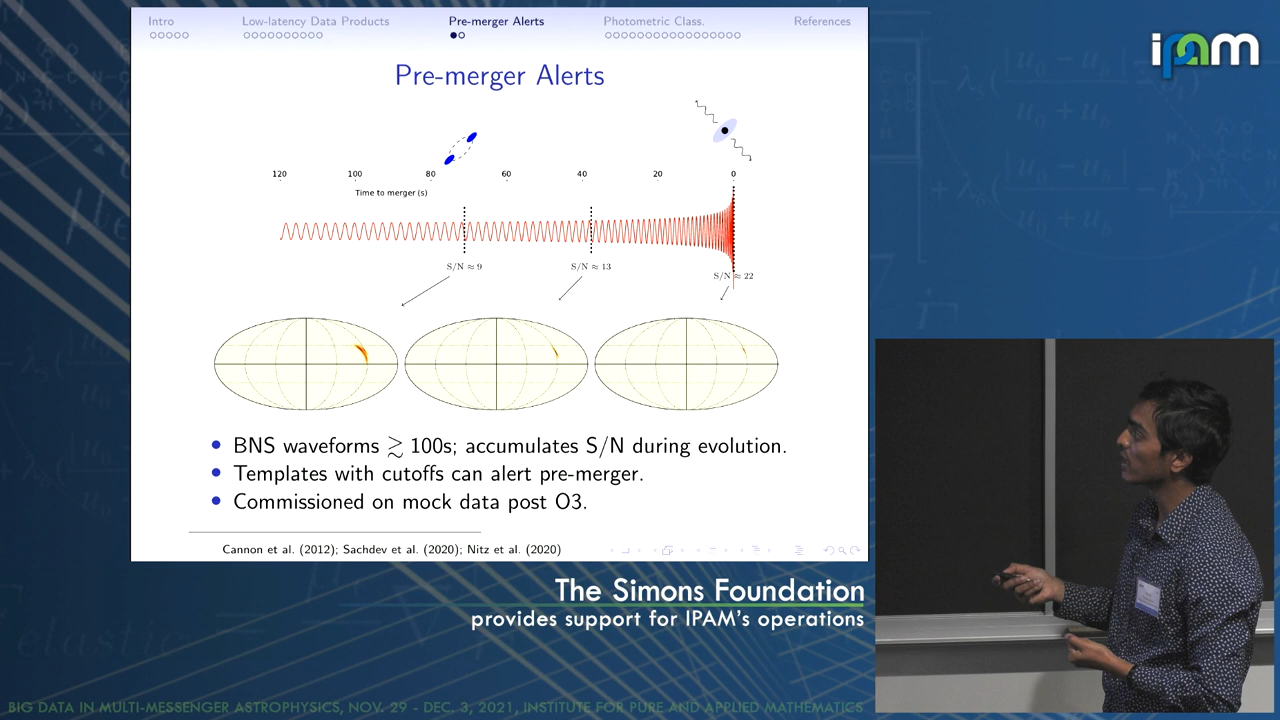 Intro Low-latency Data Products Pre-merger Alerts Photometric Class. References
Pre-merger Alerts
120 100 80 60 40 20 0
Time to merger (s)
S/N ≈ 9 S/N ≈ 13 S/N ≈ 22
• BNS waveforms ≳ 100s; accumulates S/N during evolution.
• Templates with cutoffs can alert pre-merger.
• Commissioned on mock data post O3.
Cannon et al. (2012); Sachdev et al. (2020); Nitz et al. (2020)
ipam
The Simons Foundation
provides support for IPAM's operations
BIG DATA IN MULTI-MESSENGER ASTROPHYSICS, NOV. 29 - DEC. 3, 2021, INSTITUTE FOR PURE AND APPLIED MATHEMATICS